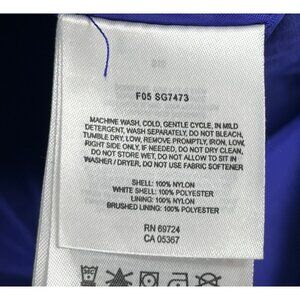 F05 SG7473
MACHINE WASH, COLD, GENTLE CYCLE, IN MILD
DETERGENT, WASH SEPARATELY, DO NOT BLEACH,
TUMBLE DRY, LOW, REMOVE PROMPTLY, IRON, LOW,
RIGHT SIDE ONLY, IF NEEDED, DO NOT DRY CLEAN,
DO NOT STORE WET, DO NOT ALLOW TO SIT IN
WASHER / DRYER, DO NOT USE FABRIC SOFTENER
SHELL: 100% NYLON
WHITE SHELL: 100% POLYESTER
LINING: 100% NYLON
BRUSHED LINING: 100% POLYESTER
RN 69724
CA 05367